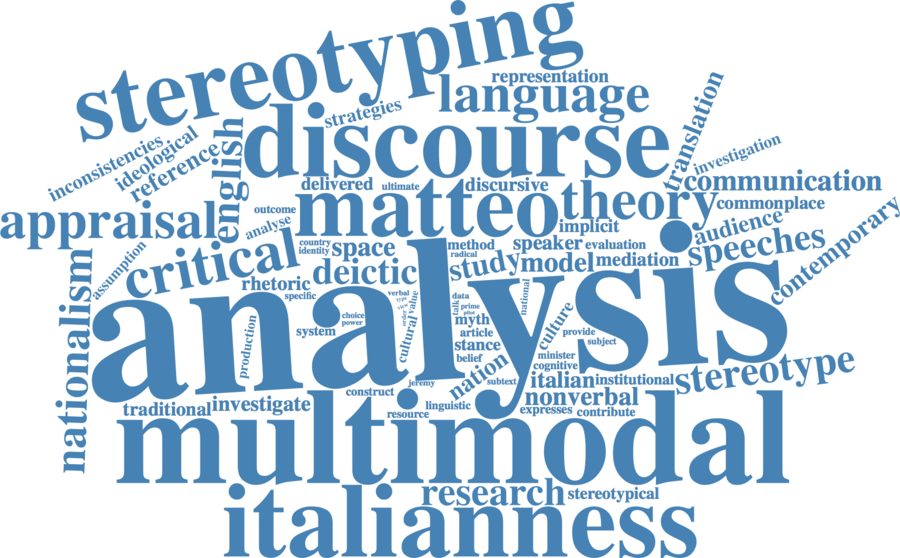 stereotyping
representation
language
strategies
discourse
translation
investigation
inconsistencies
ideological
reference
english
delivered
ultimate
discursive
communication
commonplace
appraisal
outcome
matteo
theory
analyse
implicit
audience
contemporary
assumption
critical
country
identity
space
method
radical
speaker
evaluation
speeches
nationalism
rhetoric
specific
deictic
study
model
mediation
analysis
verbal
type
view
order
value
cultural
data
talk
prime
pilot
national
choice
power
myth
culture
system
article
provide
subject
production
stance
belief
nation
minister
cognitive
stereotype
jeremy
subtext
italian
institutional
construct
nonverbal
traditional
investigate
resource
linguistic
expresses
contribute
multimodal
research
stereotypical
italianness